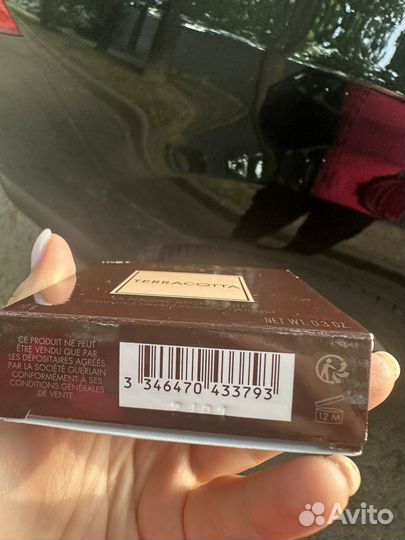 TERRACOTTA
NET WT. 0.3 OZ
CE PRODUIT NE PEUT
ÊTRE VENDU QUE PAR
LES DÉPOSITAIRES AGRÉÉS
PAR LA SOCIÉTÉ GUERLAIN
CONFORMÉMENT À SES
CONDITIONS GÉNÉRALES
DE VENTE.
3 346470 433793
12 M
Avito